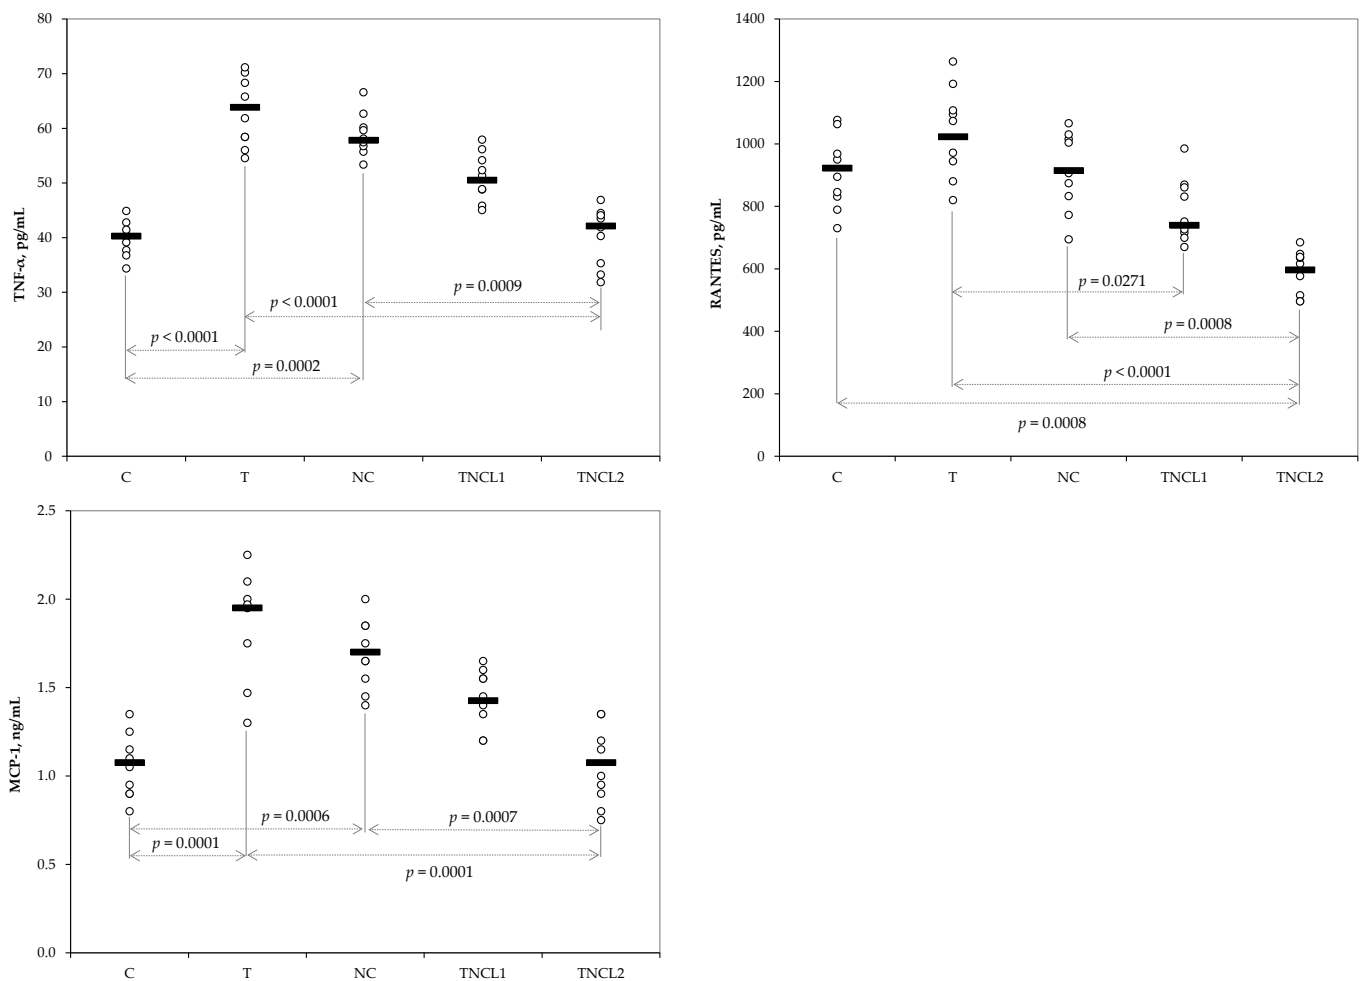 TNF-α, pg/mL
80
70
60
50
40
30
20
10
0
p = 0.0009
p < 0.0001
p < 0.0001
p = 0.0002
C T NC TNCL1 TNCL2
RANTES, pg/mL
1400
1200
1000
800
600
400
200
0
p = 0.0271
p = 0.0008
p < 0.0001
p = 0.0008
C T NC TNCL1 TNCL2
MCP-1, ng/mL
2.5
2.0
1.5
1.0
0.5
0.0
p = 0.0006
p = 0.0007
p = 0.0001
p = 0.0001
C T NC TNCL1 TNCL2